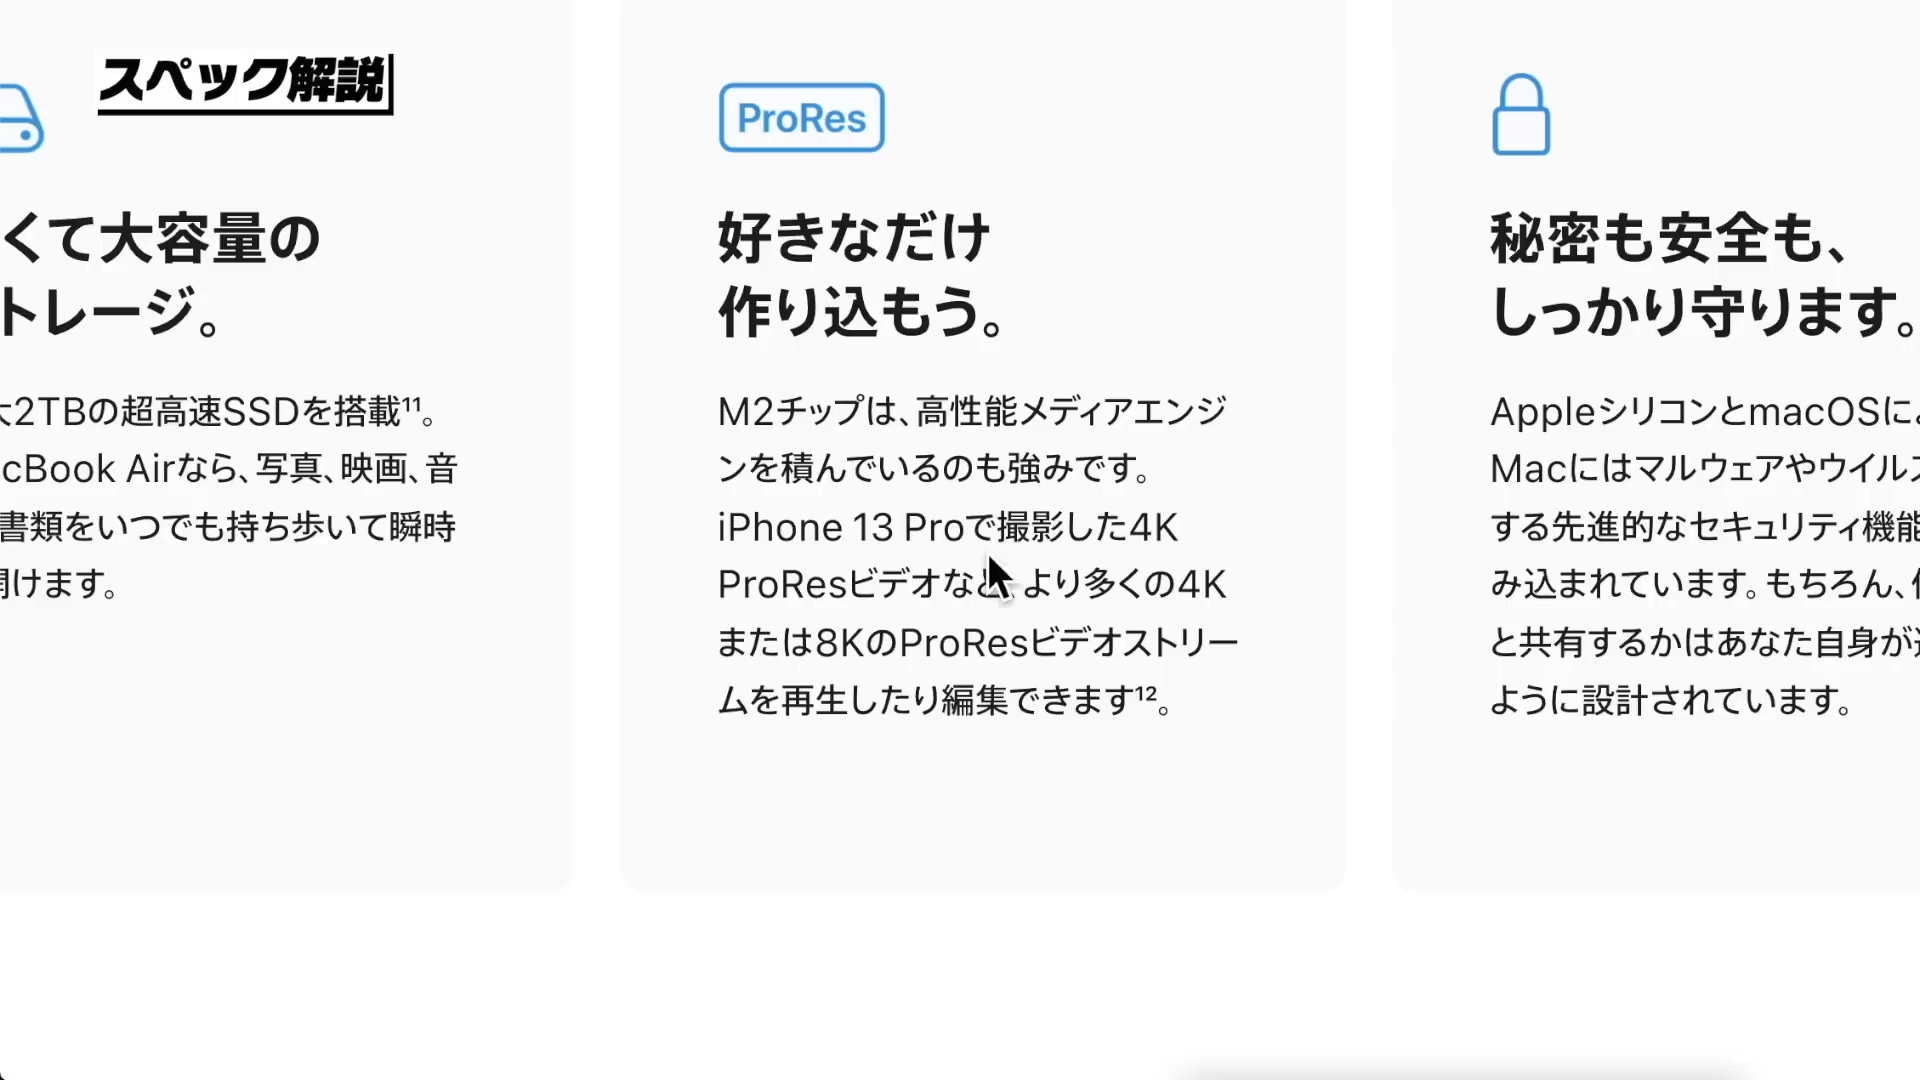 スペック解説
くて大容量の
トレージ。
大2TBの超高速SSDを搭載¹¹。
cBook Airなら、写真、映画、音
書類をいつでも持ち歩いて瞬時
開けます。
ProRes
好きなだけ
作り込もう。
M2チップは、高性能メディアエンジ
ンを積んでいるのも強みです。
iPhone 13 Proで撮影した4K
ProResビデオなど、より多くの4K
または8KのProResビデオストリー
ムを再生したり編集できます¹²。
秘密も安全も、
しっかり守ります。
AppleシリコンとmacOSによ
Macにはマルウェアやウイルス
する先進的なセキュリティ機能
み込まれています。もちろん、
と共有するかはあなた自身が
ように設計されています。